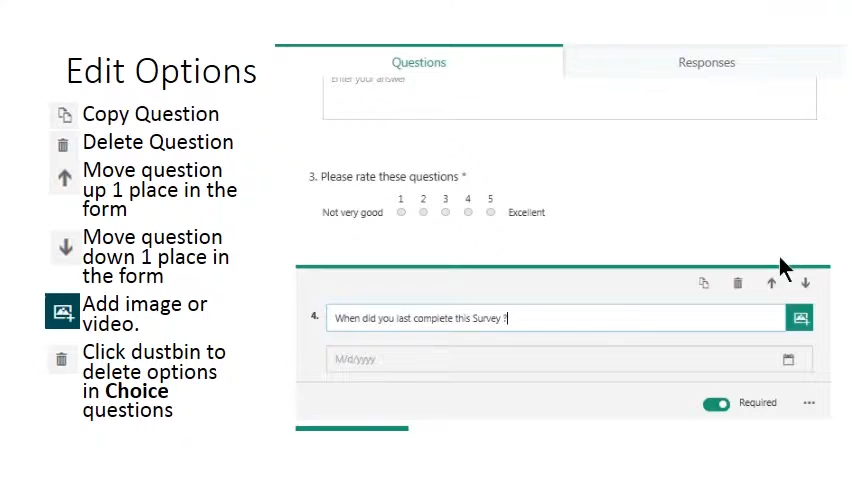 Edit Options
Copy Question
Delete Question
Move question
up 1 place in the
form
Move question
down 1 place in
the form
Add image or
video.
Click dustbin to
delete options
in Choice
questions
Questions
Responses
Enter your answer
3. Please rate these questions *
1 2 3 4 5
Not very good Excellent
4. When did you last complete this Survey ?
M/d/yyyy
Required